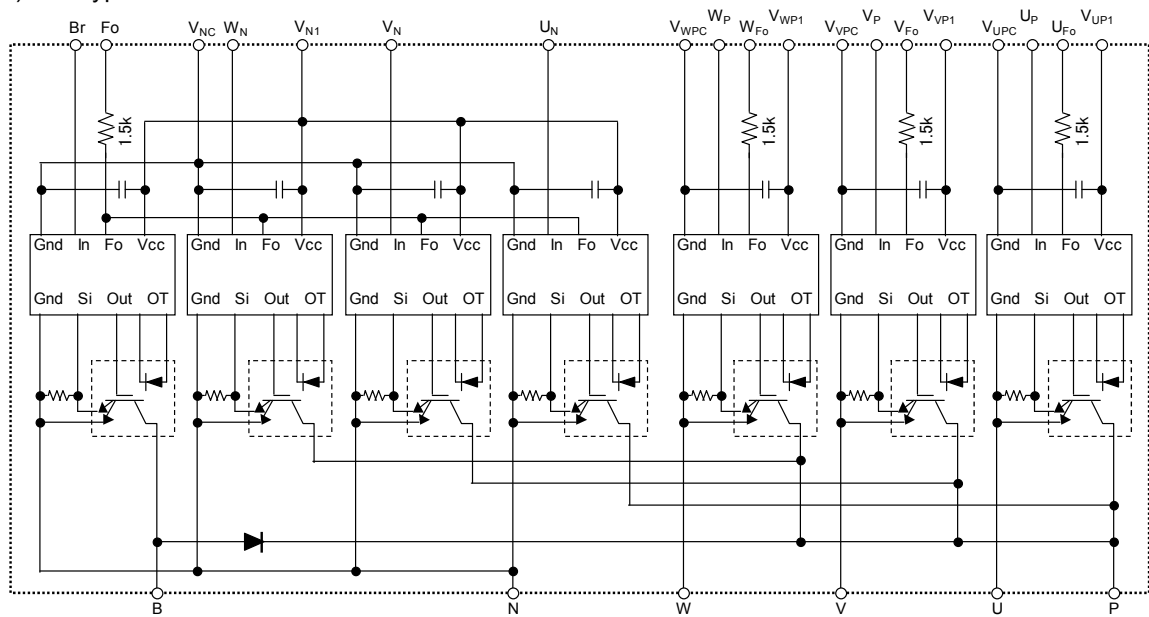 Br Fo V_NC W_N V_N1 V_N U_N V_WPC W_P W_Fo V_WP1 V_VPC V_P V_Fo V_VP1 V_UPC U_P U_Fo V_UP1
1.5k 1.5k 1.5k 1.5k
Gnd In Fo Vcc Gnd In Fo Vcc Gnd In Fo Vcc Gnd In Fo Vcc Gnd In Fo Vcc Gnd In Fo Vcc Gnd In Fo Vcc
Gnd Si Out OT Gnd Si Out OT Gnd Si Out OT Gnd Si Out OT Gnd Si Out OT Gnd Si Out OT Gnd Si Out OT
B N W V U P